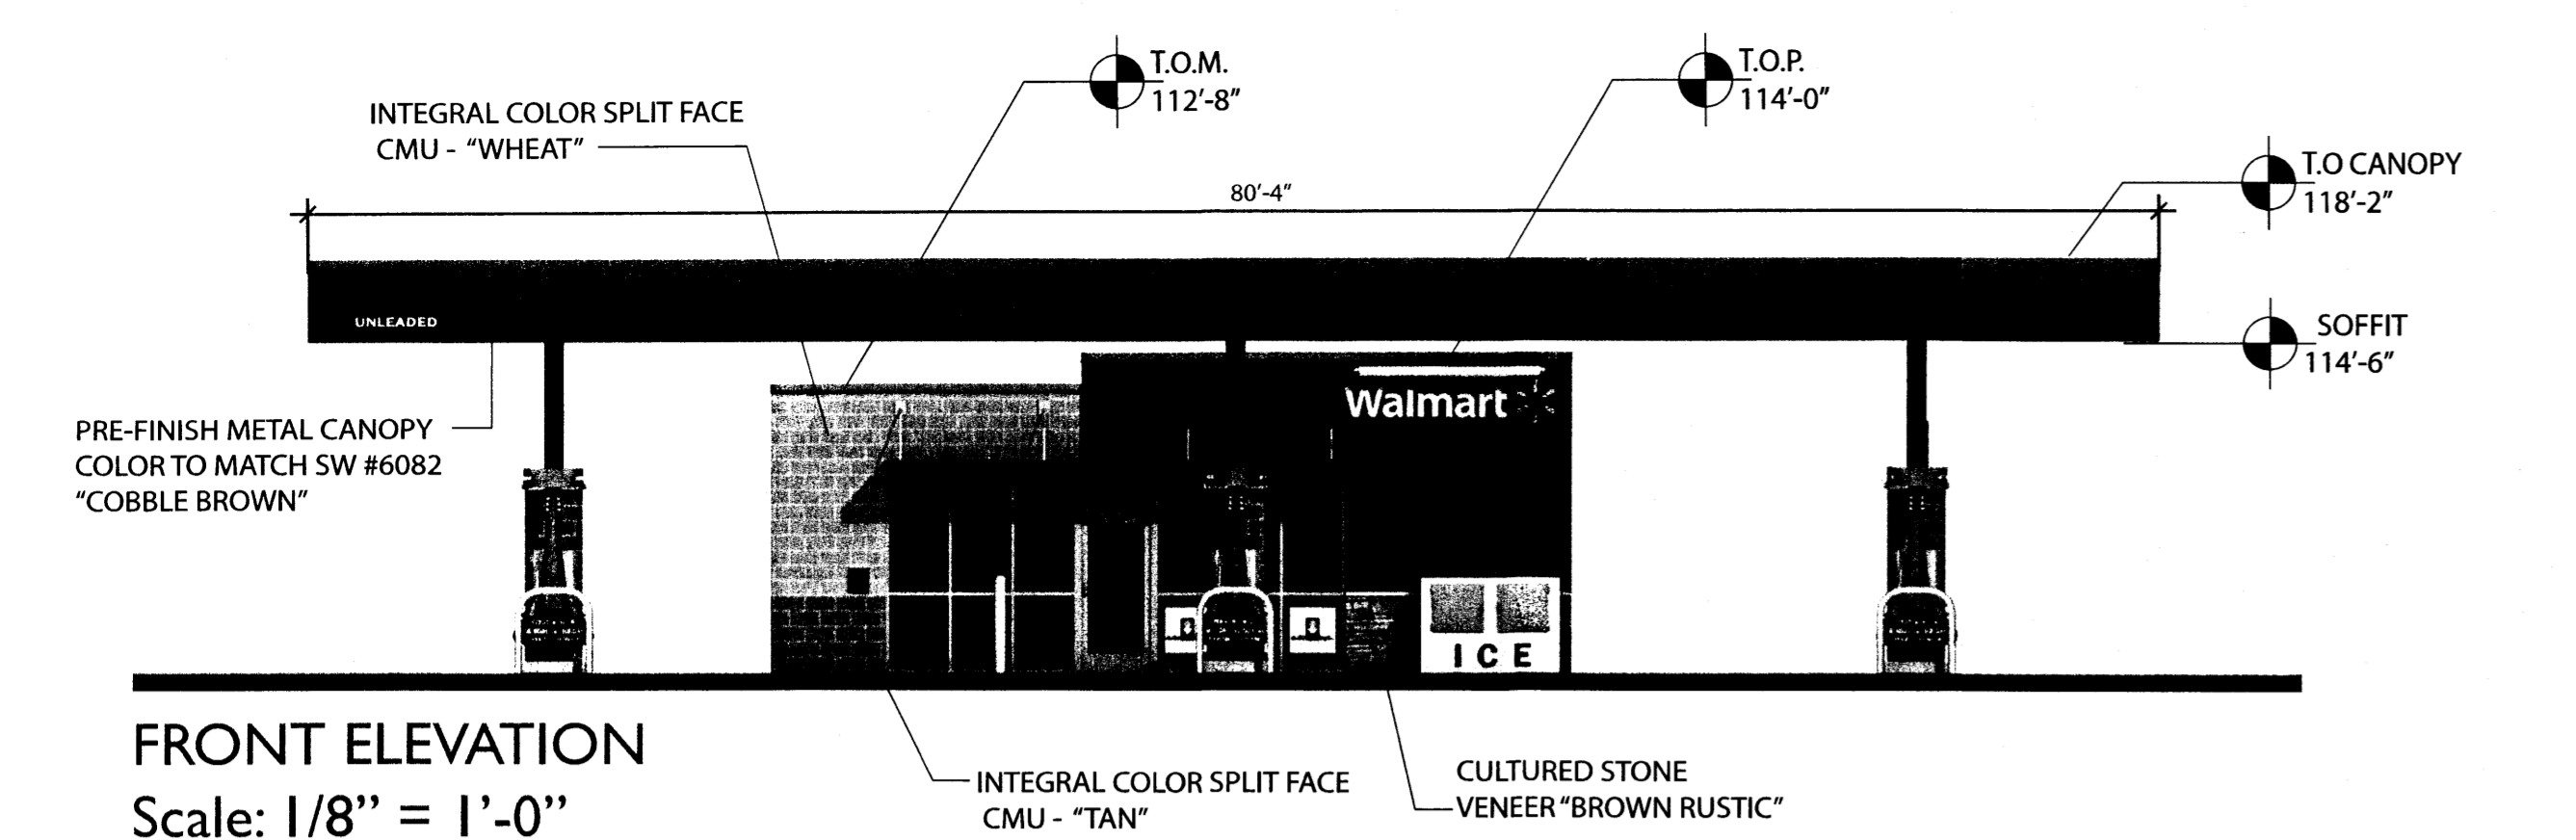 T.O.M.
112'-8"
T.O.P.
114'-0"
INTEGRAL COLOR SPLIT FACE
CMU - "WHEAT"
T.O CANOPY
118'-2"
80'-4"
UNLEADED
SOFFIT
114'-6"
Walmart
PRE-FINISH METAL CANOPY
COLOR TO MATCH SW #6082
"COBBLE BROWN"
ICE
FRONT ELEVATION
Scale: 1/8" = 1'-0"
INTEGRAL COLOR SPLIT FACE
CMU - "TAN"
CULTURED STONE
VENEER "BROWN RUSTIC"